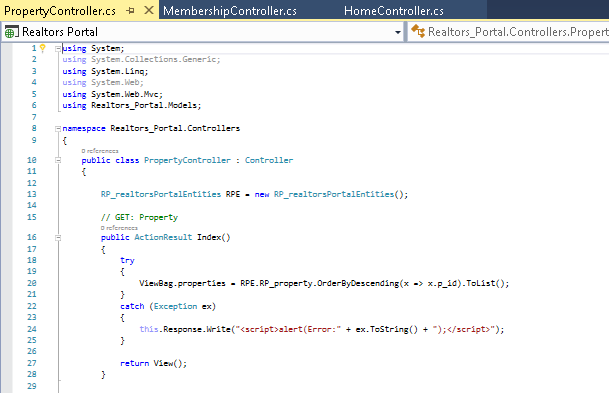 PropertyController.cs MembershipController.cs HomeController.cs
Realtors Portal Realtors_Portal.Controllers.Proper
1 using System;
2 using System.Collections.Generic;
3 using System.Linq;
4 using System.Web;
5 using System.Web.Mvc;
6 using Realtors_Portal.Models;
7
8 namespace Realtors_Portal.Controllers
9 {
0 references
10 public class PropertyController : Controller
11 {
12
13 RP_realtorsPortalEntities RPE = new RP_realtorsPortalEntities();
14
15 // GET: Property
0 references
16 public ActionResult Index()
17 {
18 try
19 {
20 ViewBag.properties = RPE.RP_property.OrderByDescending(x => x.p_id).ToList();
21 }
22 catch (Exception ex)
23 {
24 this.Response.Write("<script>alert(Error:" + ex.ToString() + ");</script>");
25 }
26
27 return View();
28 }
29